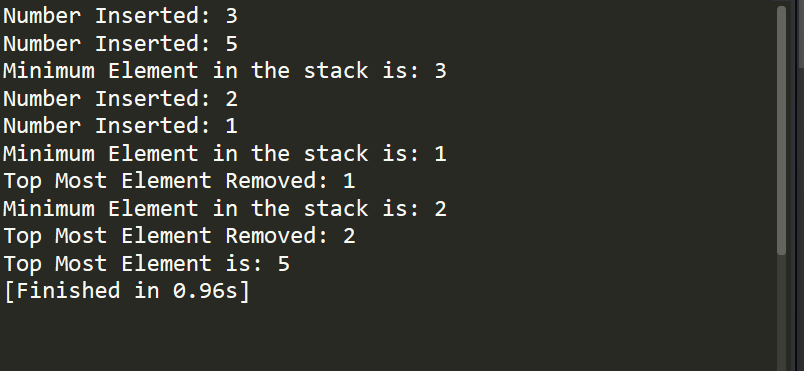 Number Inserted: 3
Number Inserted: 5
Minimum Element in the stack is: 3
Number Inserted: 2
Number Inserted: 1
Minimum Element in the stack is: 1
Top Most Element Removed: 1
Minimum Element in the stack is: 2
Top Most Element Removed: 2
Top Most Element is: 5
[Finished in 0.96s]